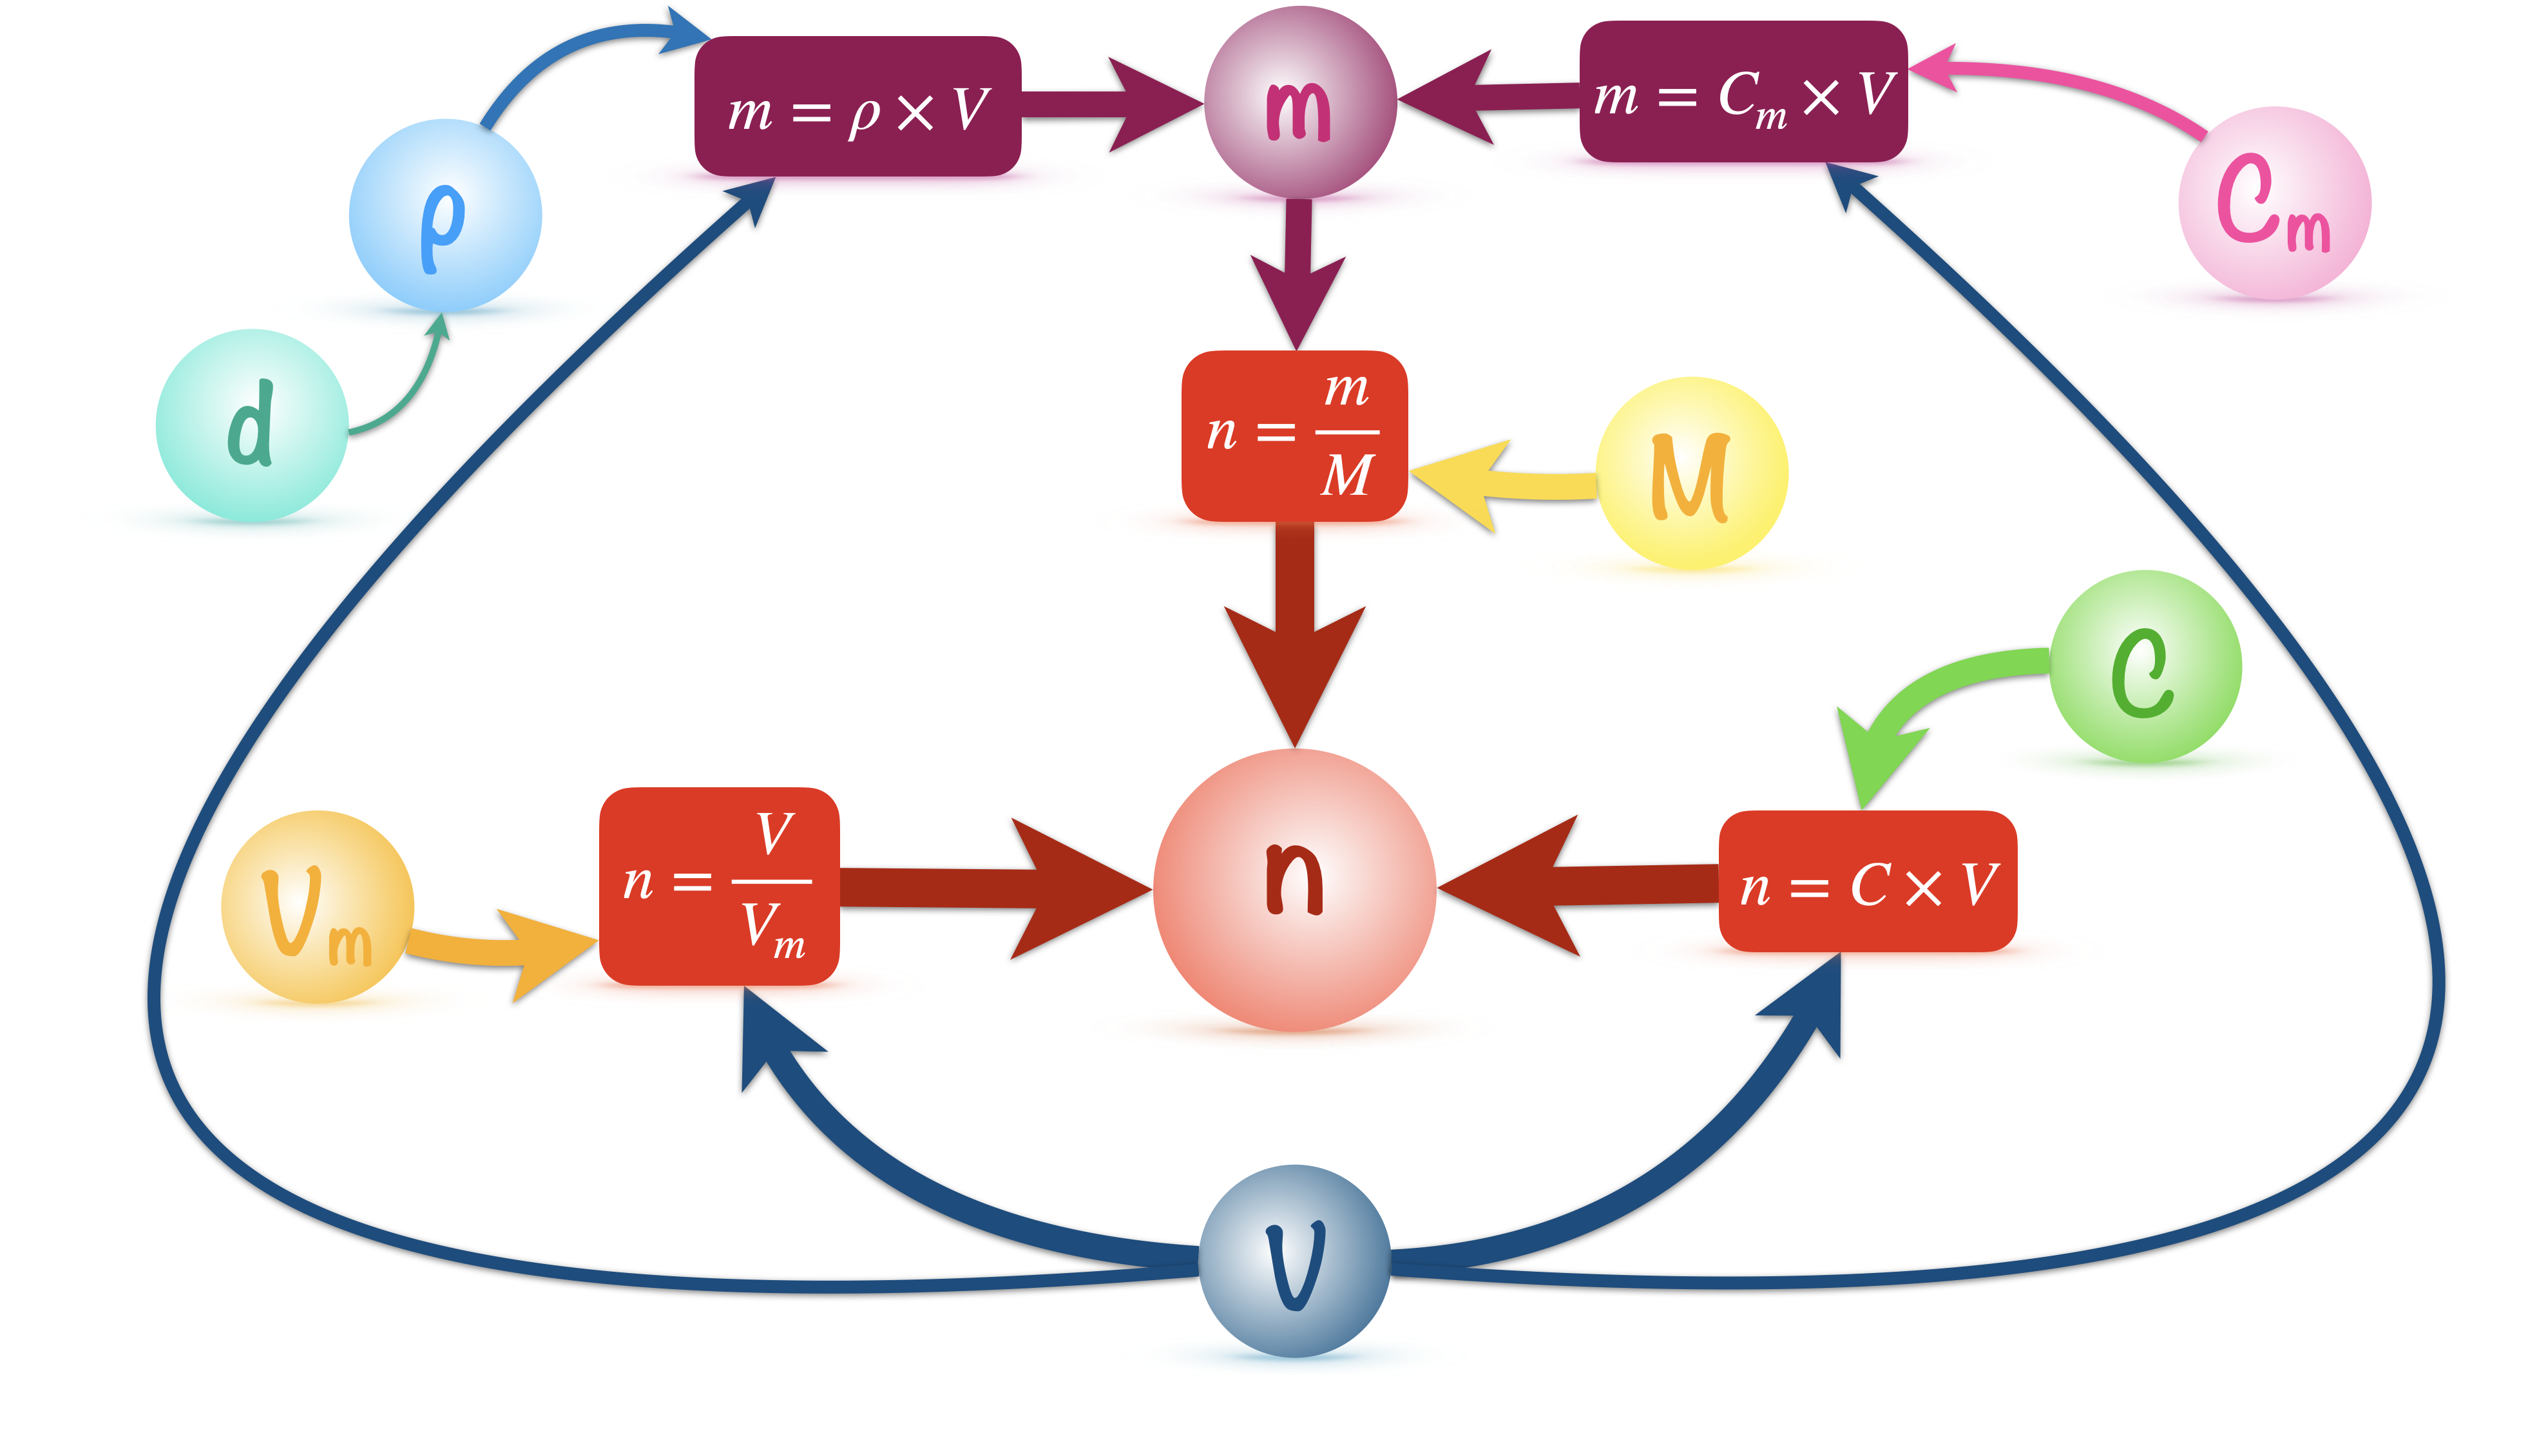 m = ρ × V
m
m = Cₘ × V
Cₘ
ρ
d
n = m/M
M
C
Vₘ
n = V/Vₘ
n
n = C × V
V